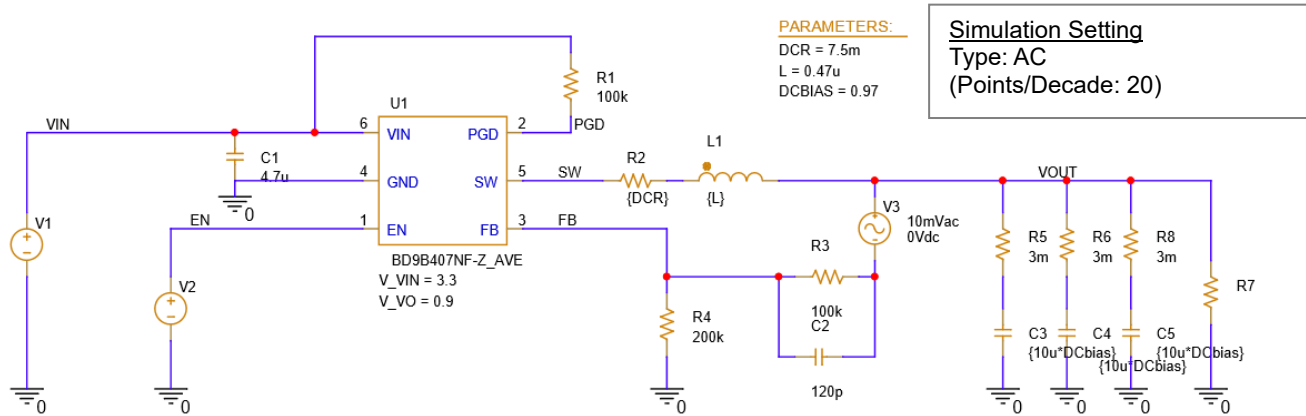 PARAMETERS:
DCR = 7.5m
L = 0.47u
DCBIAS = 0.97
Simulation Setting
Type: AC
(Points/Decade: 20)
R1
100k
U1
VIN
6
VIN
PGD
2
PGD
C1
4.7u
4
GND
SW
5
SW
R2
{DCR}
L1
{L}
VOUT
0
V1
EN
1
EN
FB
3
FB
V3
10mVac
0Vdc
BD9B407NF-Z_AVE
V_VIN = 3.3
V_VO = 0.9
V2
R3
100k
R4
200k
C2
120p
R5
3m
R6
3m
R8
3m
R7
C3
{10u*DCbias}
C4
{10u*DCbias}
C5
{10u*DCbias}
0
0
0
0
0
0
0